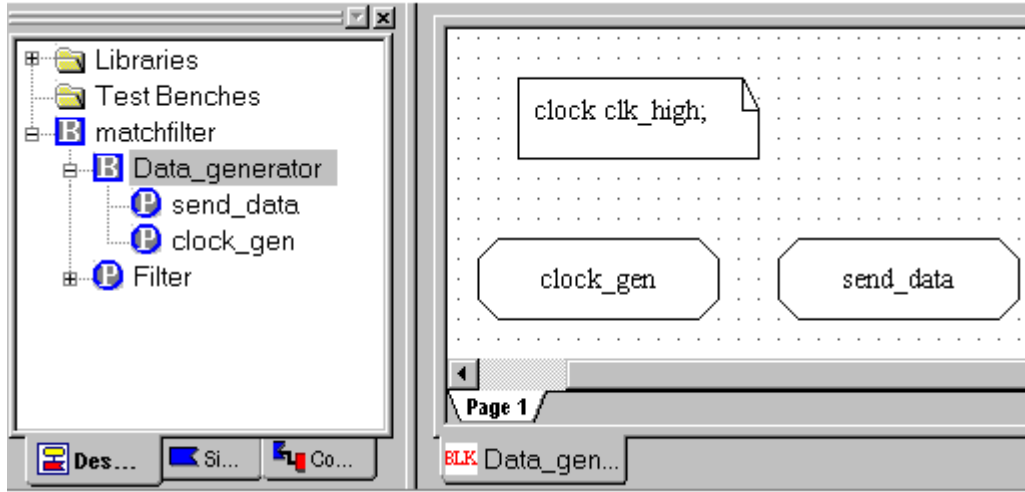 Libraries
Test Benches
B matchfilter
B Data_generator
P send_data
P clock_gen
P Filter
Des...
Si...
Co...
clock clk_high;
clock_gen
send_data
Page 1
BLK Data_gen...